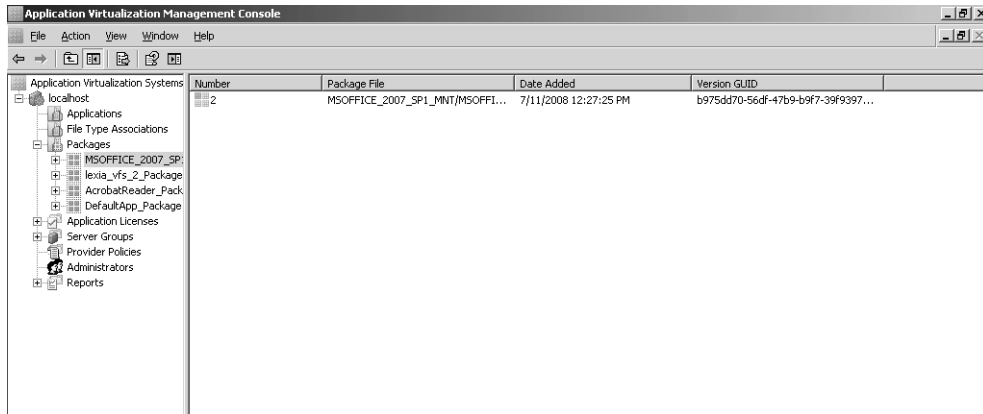 Application Virtualization Management Console
File Action View Window Help
Application Virtualization Systems
Number Package File Date Added Version GUID
localhost
2 MSOFFICE_2007_SP1_MNT/MSOFFI... 7/11/2008 12:27:25 PM b975dd70-56df-47b9-b9f7-39f9397...
Applications
File Type Associations
Packages
MSOFFICE_2007_SP
lexia_vfs_2_Package
AcrobatReader_Pack
DefaultApp_Package
Application Licenses
Server Groups
Provider Policies
Administrators
Reports